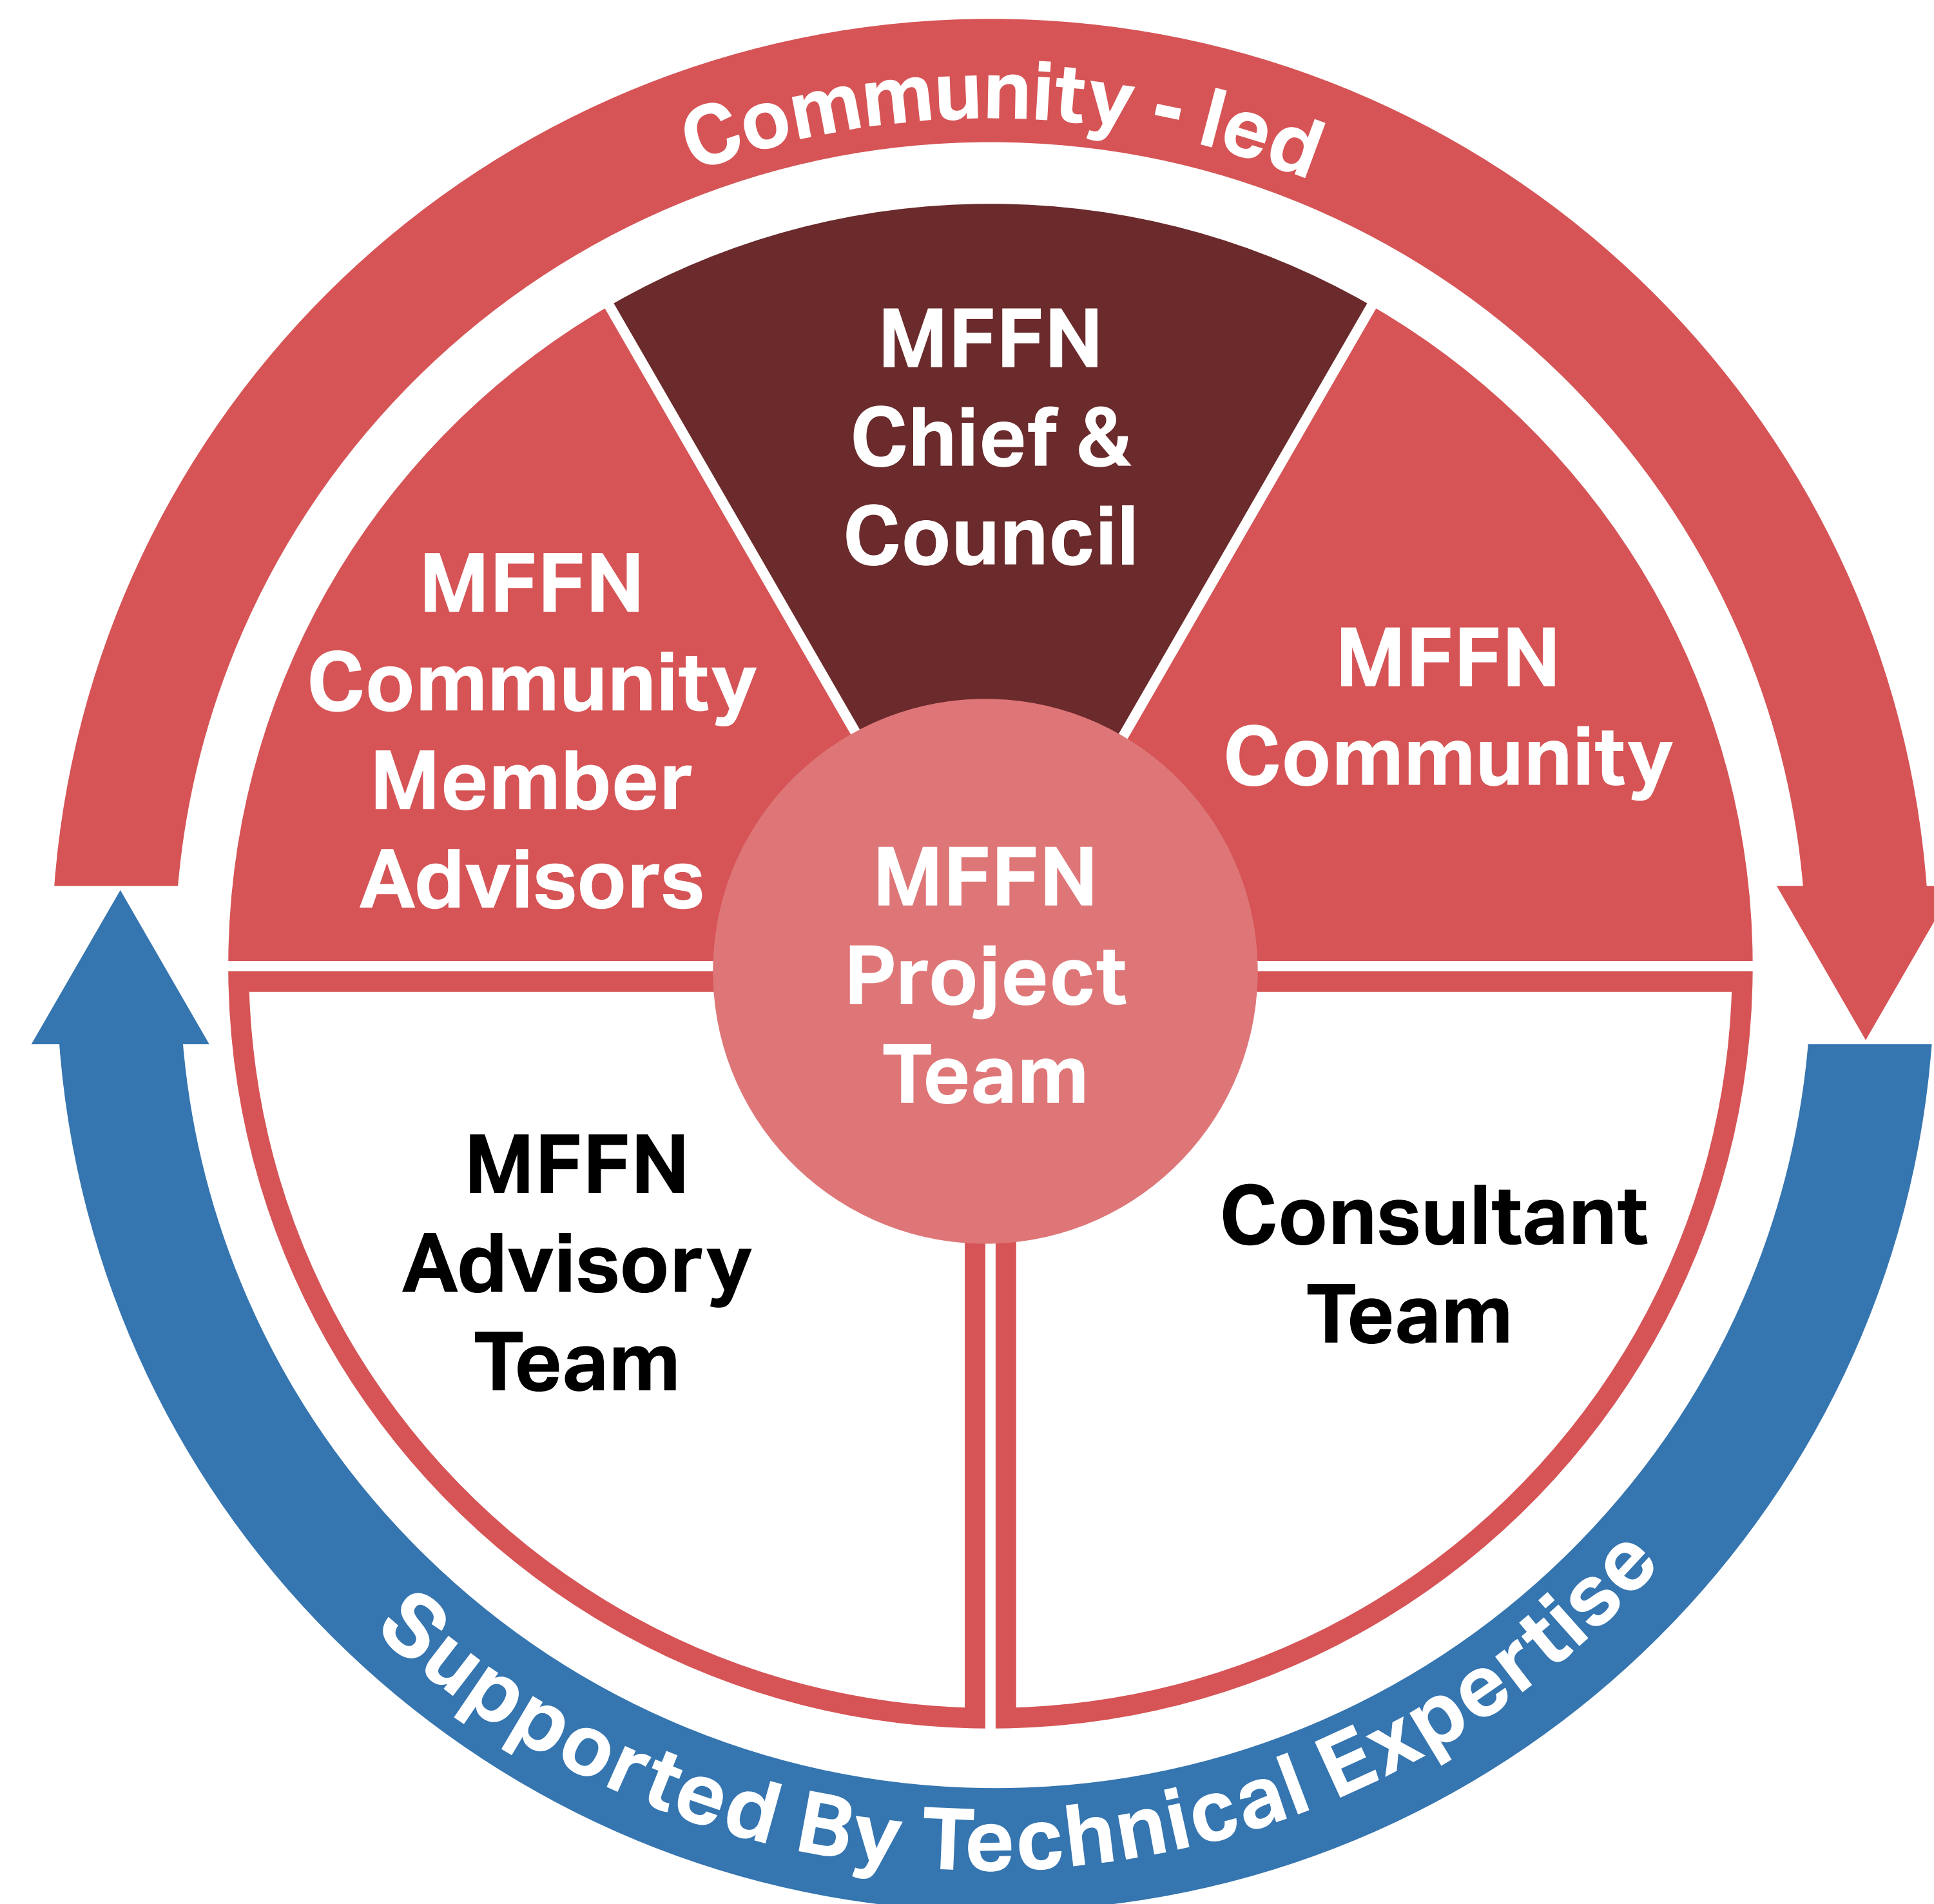 Community - led
MFFN
Chief &
Council
MFFN
Community
Member
Advisors
MFFN
Community
MFFN
Project
Team
MFFN
Advisory
Team
Consultant
Team
Supported By Technical Expertise